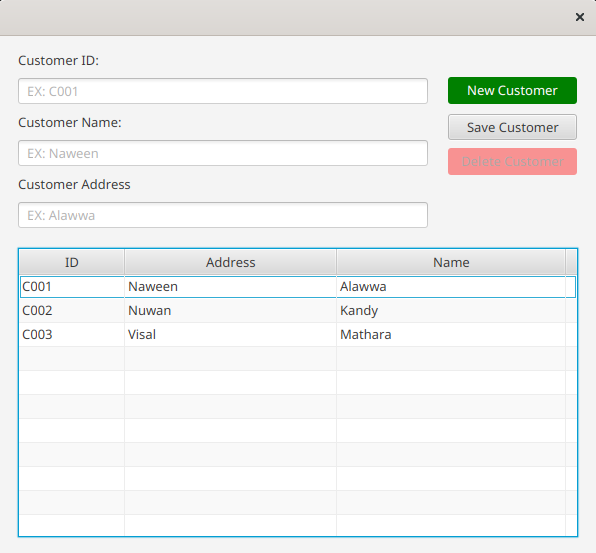 Customer ID:
EX: C001
New Customer
Customer Name:
Save Customer
EX: Naween
Delete Customer
Customer Address
EX: Alawwa
ID Address Name
C001 Naween Alawwa
C002 Nuwan Kandy
C003 Visal Mathara